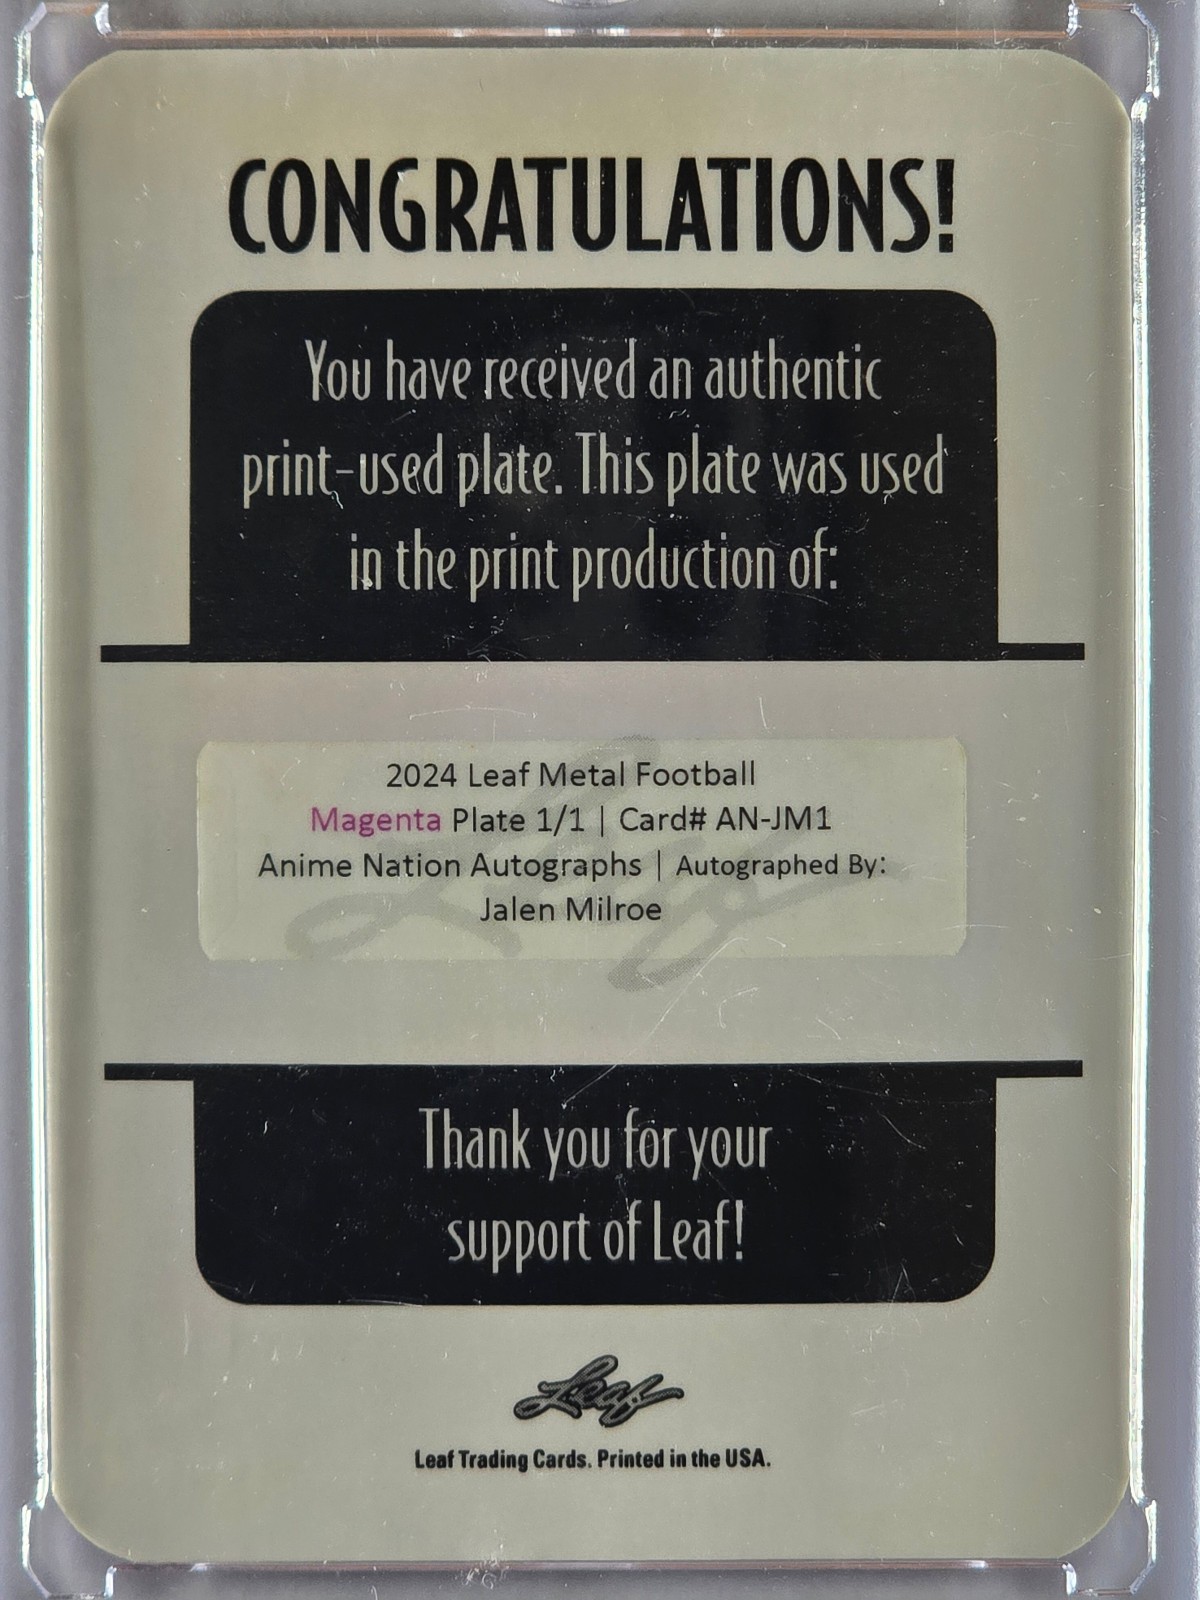 CONGRATULATIONS!
You have received an authentic
print-used plate. This plate was used
in the print production of:
2024 Leaf Metal Football
Magenta Plate 1/1 | Card# AN-JM1
Anime Nation Autographs | Autographed By:
Jalen Milroe
Thank you for your
support of Leaf!
Leaf
Leaf Trading Cards. Printed in the USA.